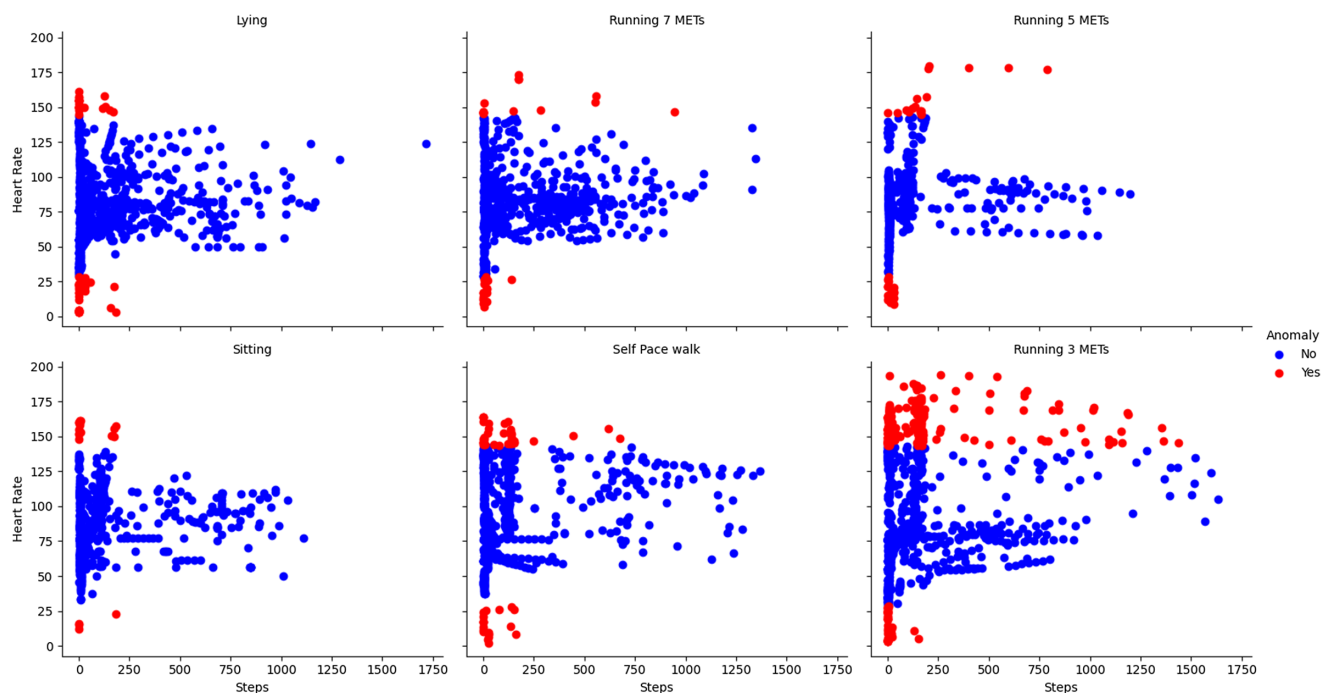 Lying
Running 7 METs
Running 5 METs
200
175
150
125
100
75
50
25
0
Heart Rate
Anomaly
No
Yes
Sitting
Self Pace walk
Running 3 METs
200
175
150
125
100
75
50
25
0
Heart Rate
0 250 500 750 1000 1250 1500 1750
0 250 500 750 1000 1250 1500 1750
0 250 500 750 1000 1250 1500 1750
Steps
Steps
Steps